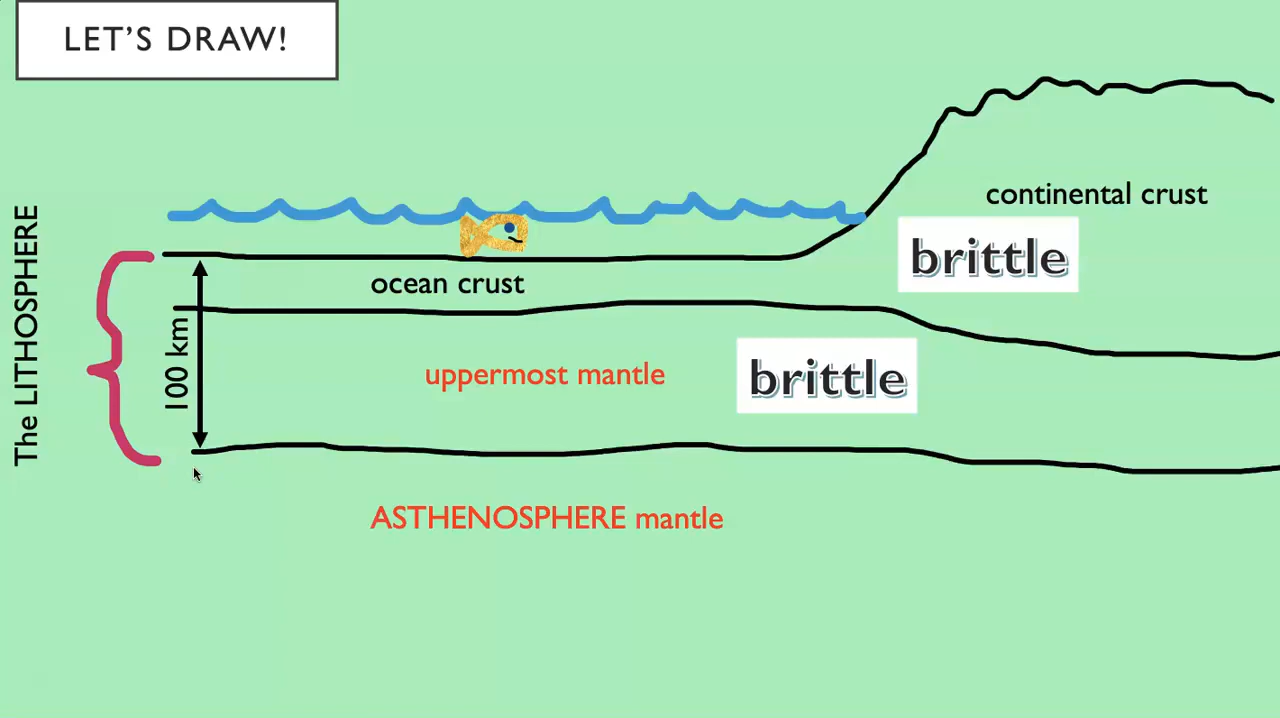 LET'S DRAW!
continental crust
brittle
ocean crust
The LITHOSPHERE
100 km
uppermost mantle
brittle
ASTHENOSPHERE mantle